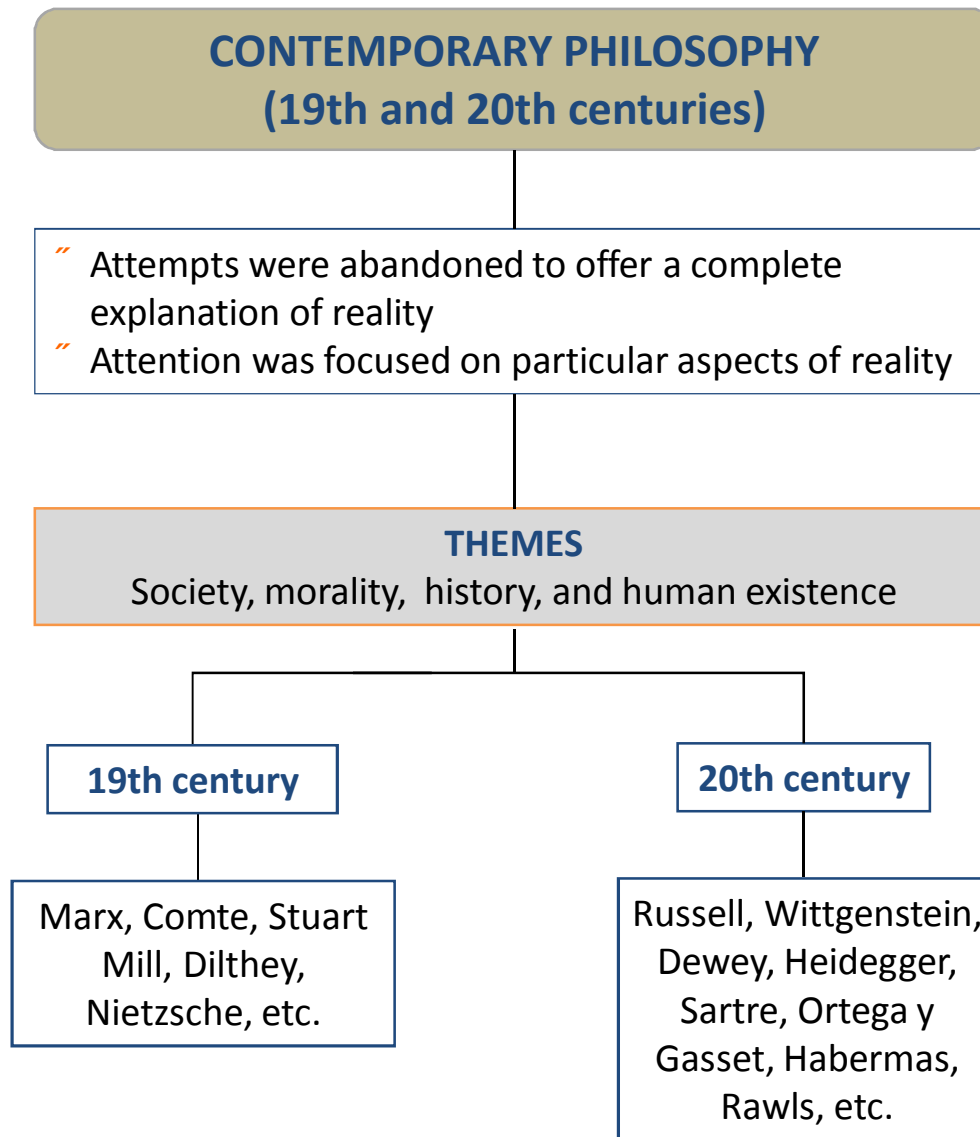 CONTEMPORARY PHILOSOPHY
(19th and 20th centuries)
˝ Attempts were abandoned to offer a complete
explanation of reality
˝ Attention was focused on particular aspects of reality
THEMES
Society, morality, history, and human existence
19th century
20th century
Marx, Comte, Stuart
Mill, Dilthey,
Nietzsche, etc.
Russell, Wittgenstein,
Dewey, Heidegger,
Sartre, Ortega y
Gasset, Habermas,
Rawls, etc.